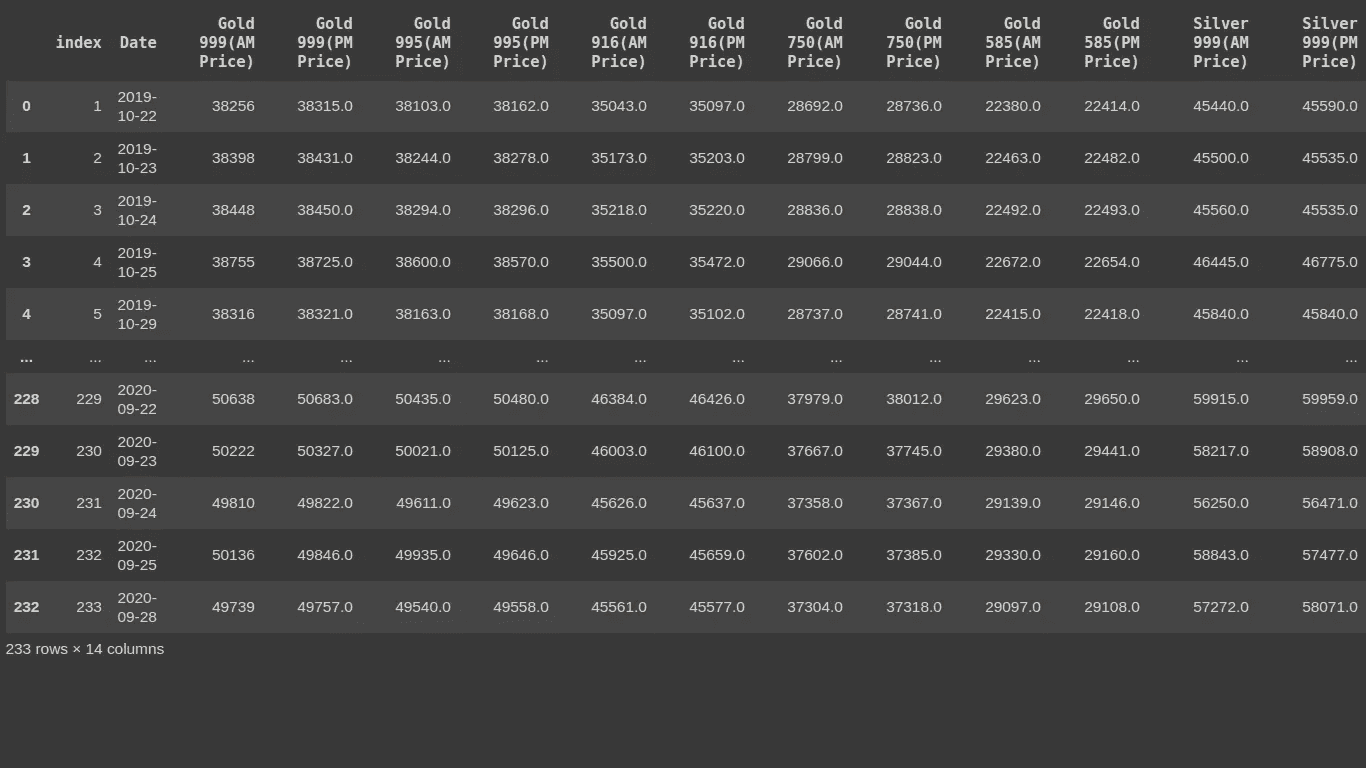 index Date Gold 999(AM Price) Gold 999(PM Price) Gold 995(AM Price) Gold 995(PM Price) Gold 916(AM Price) Gold 916(PM Price) Gold 750(AM Price) Gold 750(PM Price) Gold 585(AM Price) Gold 585(PM Price) Silver 999(AM Price) Silver 999(PM Price)
0 1 2019-10-22 38256 38315.0 38103.0 38162.0 35043.0 35097.0 28692.0 28736.0 22380.0 22414.0 45440.0 45590.0
1 2 2019-10-23 38398 38431.0 38244.0 38278.0 35173.0 35203.0 28799.0 28823.0 22463.0 22482.0 45500.0 45535.0
2 3 2019-10-24 38448 38450.0 38294.0 38296.0 35218.0 35220.0 28836.0 28838.0 22492.0 22493.0 45560.0 45535.0
3 4 2019-10-25 38755 38725.0 38600.0 38570.0 35500.0 35472.0 29066.0 29044.0 22672.0 22654.0 46445.0 46775.0
4 5 2019-10-29 38316 38321.0 38163.0 38168.0 35097.0 35102.0 28737.0 28741.0 22415.0 22418.0 45840.0 45840.0
... ... ... ... ... ... ... ... ... ... ... ... ... ... ...
228 229 2020-09-22 50638 50683.0 50435.0 50480.0 46384.0 46426.0 37979.0 38012.0 29623.0 29650.0 59915.0 59959.0
229 230 2020-09-23 50222 50327.0 50021.0 50125.0 46003.0 46100.0 37667.0 37745.0 29380.0 29441.0 58217.0 58908.0
230 231 2020-09-24 49810 49822.0 49611.0 49623.0 45626.0 45637.0 37358.0 37367.0 29139.0 29146.0 56250.0 56471.0
231 232 2020-09-25 50136 49846.0 49935.0 49646.0 45925.0 45659.0 37602.0 37385.0 29330.0 29160.0 58843.0 57477.0
232 233 2020-09-28 49739 49757.0 49540.0 49558.0 45561.0 45577.0 37304.0 37318.0 29097.0 29108.0 57272.0 58071.0
233 rows × 14 columns